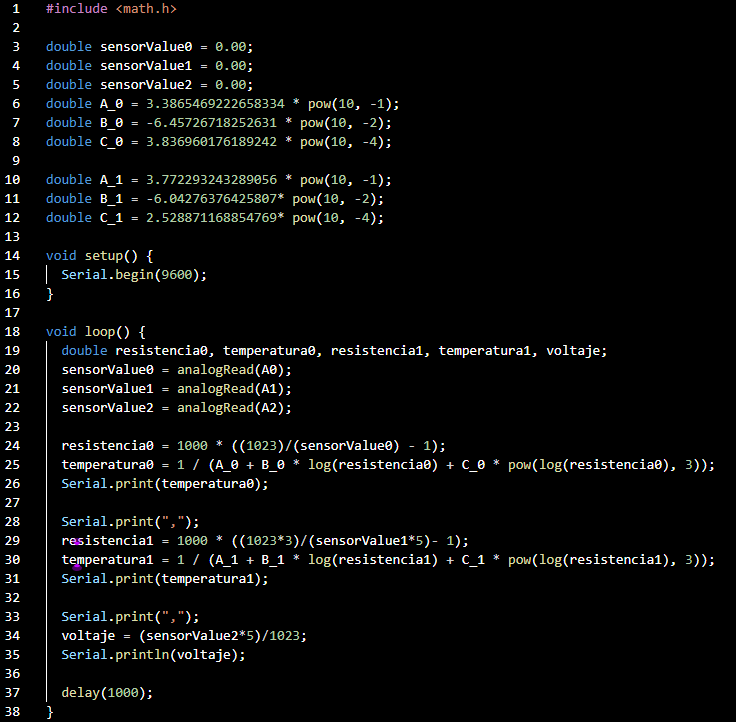 1 #include <math.h>
2
3 double sensorValue0 = 0.00;
4 double sensorValue1 = 0.00;
5 double sensorValue2 = 0.00;
6 double A_0 = 3.3865469222658334 * pow(10, -1);
7 double B_0 = -6.45726718252631 * pow(10, -2);
8 double C_0 = 3.836960176189242 * pow(10, -4);
9
10 double A_1 = 3.772293243289056 * pow(10, -1);
11 double B_1 = -6.04276376425807* pow(10, -2);
12 double C_1 = 2.528871168854769* pow(10, -4);
13
14 void setup() {
15   Serial.begin(9600);
16 }
17
18 void loop() {
19   double resistencia0, temperatura0, resistencia1, temperatura1, voltaje;
20   sensorValue0 = analogRead(A0);
21   sensorValue1 = analogRead(A1);
22   sensorValue2 = analogRead(A2);
23
24   resistencia0 = 1000 * ((1023)/(sensorValue0) - 1);
25   temperatura0 = 1 / (A_0 + B_0 * log(resistencia0) + C_0 * pow(log(resistencia0), 3));
26   Serial.print(temperatura0);
27
28   Serial.print(",");
29   resistencia1 = 1000 * ((1023*3)/(sensorValue1*5)- 1);
30   temperatura1 = 1 / (A_1 + B_1 * log(resistencia1) + C_1 * pow(log(resistencia1), 3));
31   Serial.print(temperatura1);
32
33   Serial.print(",");
34   voltaje = (sensorValue2*5)/1023;
35   Serial.println(voltaje);
36
37   delay(1000);
38 }